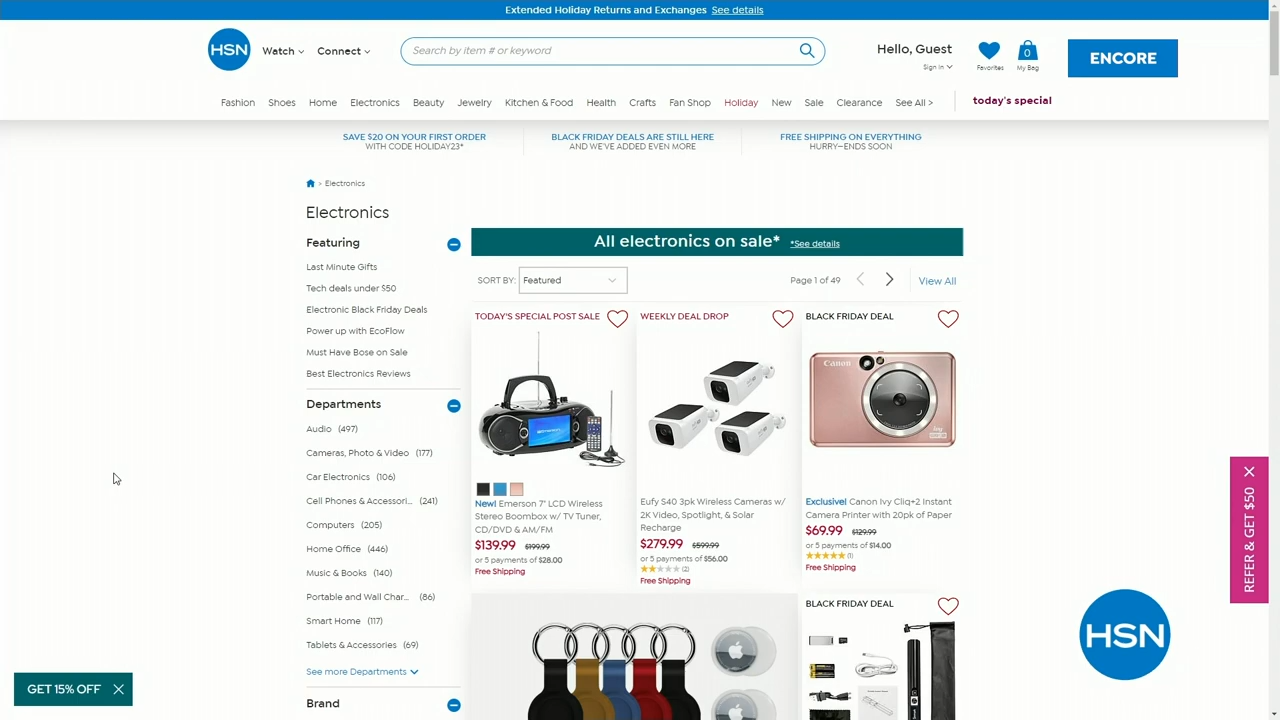 Extended Holiday Returns and Exchanges See details
HSN
Watch
Connect
Search by item # or keyword
Hello, Guest
Sign in
Favorites
0
My Bag
ENCORE
Fashion Shoes Home Electronics Beauty Jewelry Kitchen & Food Health Crafts Fan Shop Holiday New Sale Clearance See All >
today's special
SAVE $20 ON YOUR FIRST ORDER
WITH CODE HOLIDAY23*
BLACK FRIDAY DEALS ARE STILL HERE
AND WE'VE ADDED EVEN MORE
FREE SHIPPING ON EVERYTHING
HURRY–ENDS SOON
> Electronics
Electronics
Featuring
Last Minute Gifts
Tech deals under $50
Electronic Black Friday Deals
Power up with EcoFlow
Must Have Bose on Sale
Best Electronics Reviews
Departments
Audio (497)
Cameras, Photo & Video (177)
Car Electronics (106)
Cell Phones & Accessori... (241)
Computers (205)
Home Office (446)
Music & Books (140)
Portable and Wall Char... (86)
Smart Home (117)
Tablets & Accessories (69)
See more Departments
Brand
All electronics on sale* *See details
SORT BY: Featured
Page 1 of 49
View All
TODAY'S SPECIAL POST SALE
EMERSON
New! Emerson 7" LCD Wireless
Stereo Boombox w/ TV Tuner,
CD/DVD & AM/FM
$139.99 $199.99
or 5 payments of $28.00
Free Shipping
WEEKLY DEAL DROP
Eufy S40 3pk Wireless Cameras w/
2K Video, Spotlight, & Solar
Recharge
$279.99 $599.99
or 5 payments of $56.00
(2)
Free Shipping
BLACK FRIDAY DEAL
Canon
Exclusive! Canon Ivy Cliq+2 Instant
Camera Printer with 20pk of Paper
$69.99 $129.99
or 5 payments of $14.00
(1)
Free Shipping
BLACK FRIDAY DEAL
REFER & GET $50
HSN
GET 15% OFF